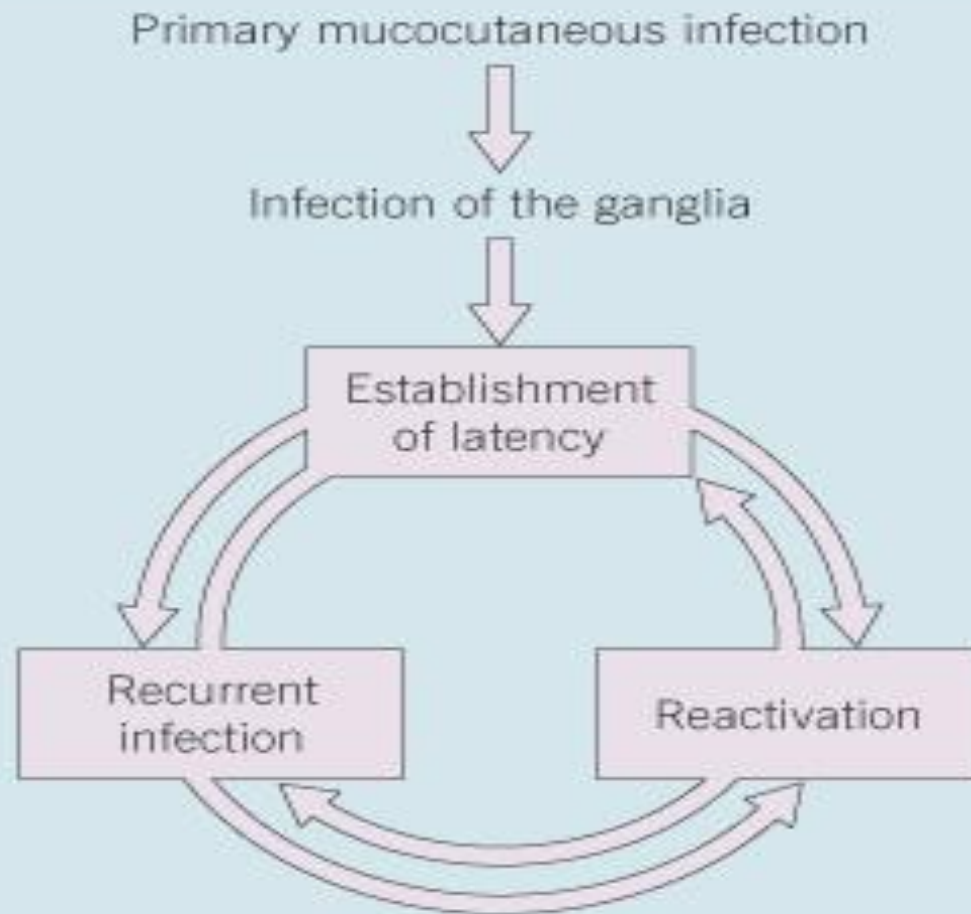 Primary mucocutaneous infection
Infection of the ganglia
Establishment
of latency
Recurrent
infection
Reactivation